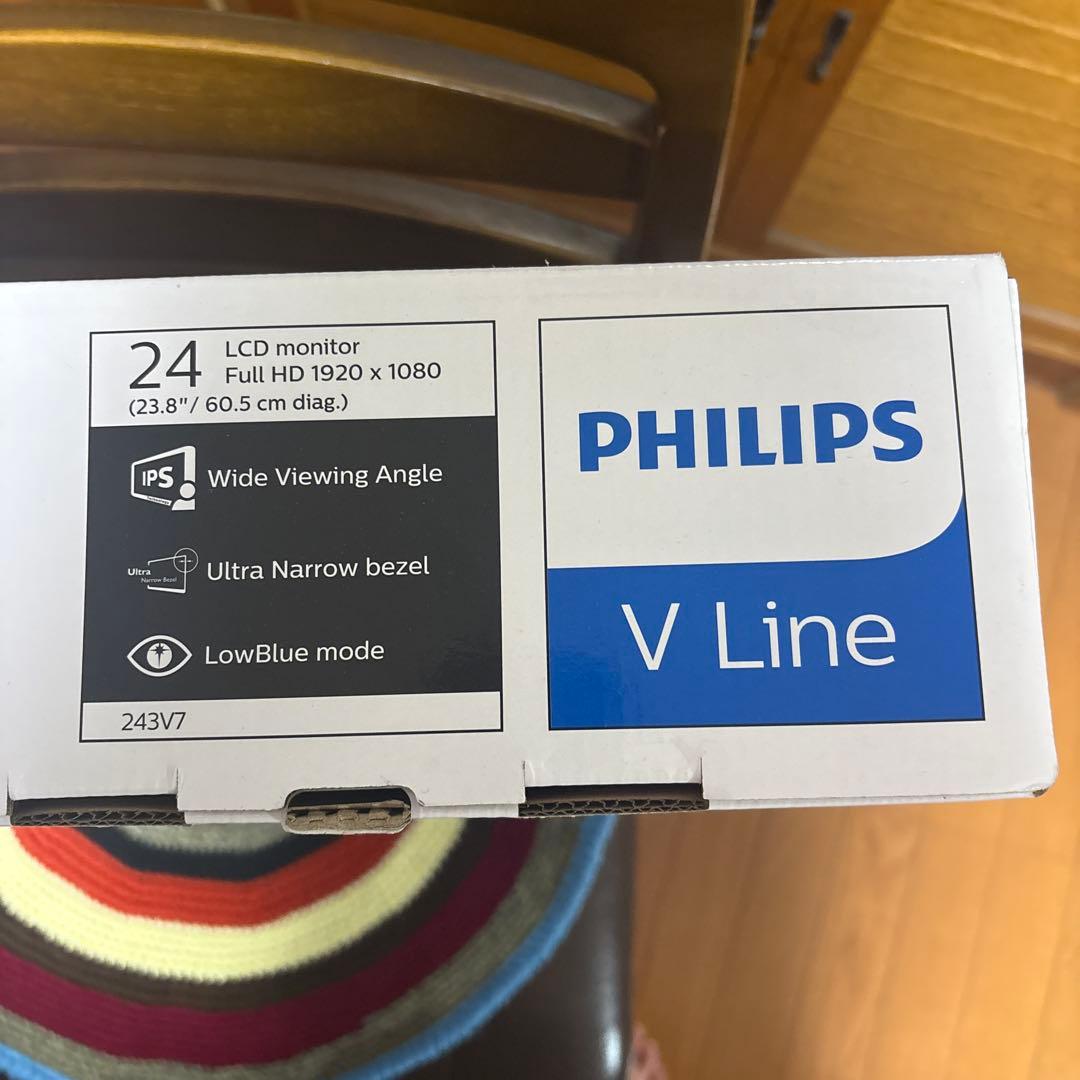 24
LCD monitor
Full HD 1920 x 1080
(23.8"/ 60.5 cm diag.)
IPS
Technology
Wide Viewing Angle
Ultra
Narrow Bezel
Ultra Narrow bezel
LowBlue mode
243V7
PHILIPS
V Line